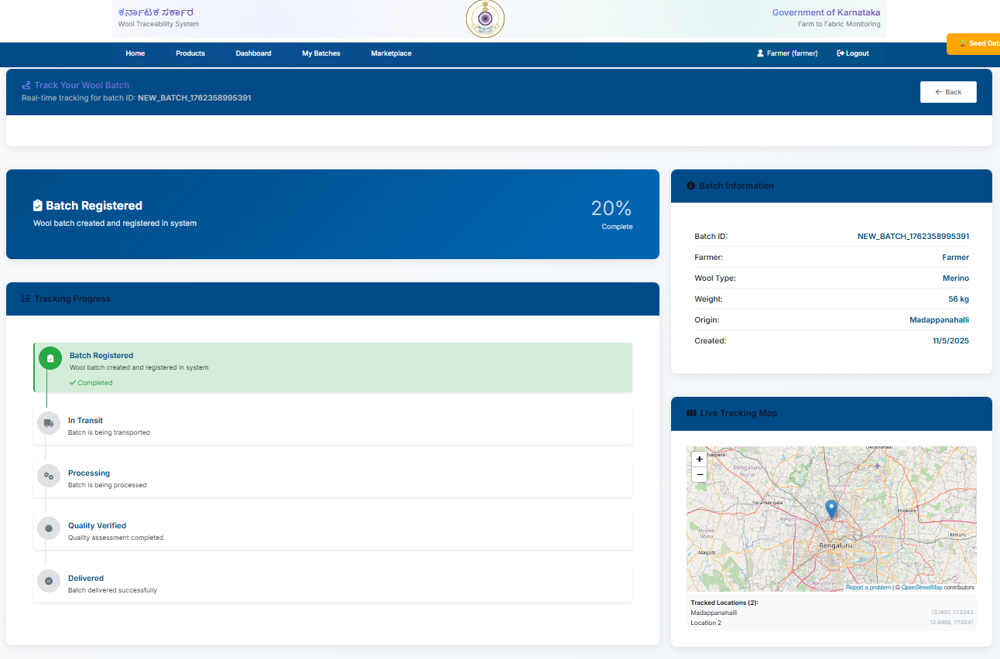 ಕರ್ನಾಟಕ ಸರ್ಕಾರ
Wool Traceability System
Government of Karnataka
Farm to Fabric Monitoring
Seed Data
Home
Products
Dashboard
My Batches
Marketplace
Farmer (farmer)
Logout
Track Your Wool Batch
Real-time tracking for batch ID: NEW_BATCH_1762358995391
← Back
Batch Registered
Wool batch created and registered in system
20%
Complete
Tracking Progress
Batch Registered
Wool batch created and registered in system
Completed
In Transit
Batch is being transported
Processing
Batch is being processed
Quality Verified
Quality assessment completed
Delivered
Batch delivered successfully
Batch Information
Batch ID: NEW_BATCH_1762358995391
Farmer: Farmer
Wool Type: Merino
Weight: 56 kg
Origin: Madappanahalli
Created: 11/5/2025
Live Tracking Map
+
−
Devanahalli
Bengaluru
Nelamangala
Hoskote
Maluru
Magadi
Bengaluru
Report a problem | © OpenStreetMap contributors
Tracked Locations (2):
Madappanahalli 13.1497, 77.5343
Location 2 12.9466, 77.6241